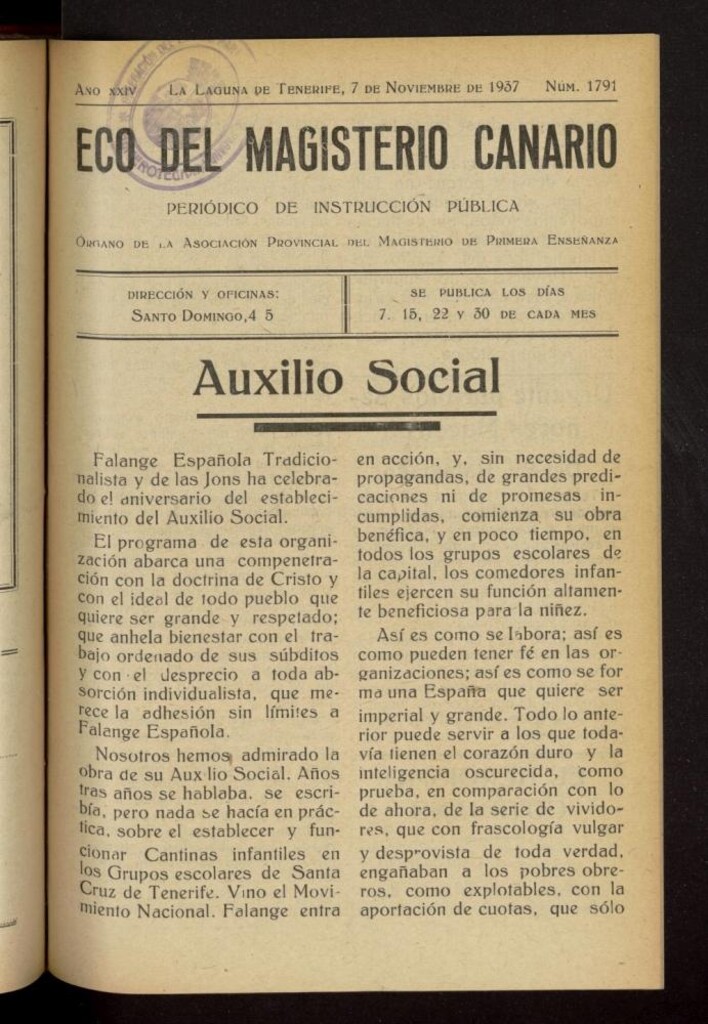 Año xxiv La Laguna de Tenerife, 7 de Noviembre de 1937 Núm. 1791
ECO DEL MAGISTERIO CANARIO
PERIÓDICO DE INSTRUCCIÓN PÚBLICA
Organo de la Asociación Provincial del Magisterio de Primera Enseñanza
DIRECCIÓN Y OFICINAS:
Santo Domingo,4 5
SE PUBLICA LOS DÍAS
7. 15, 22 y 30 DE CADA MES
Auxilio Social
Falange Española Tradicio-
nalista y de las Jons ha celebra-
do el aniversario del estableci-
miento del Auxilio Social.
El programa de esta organi-
zación abarca una compenetra-
ción con la doctrina de Cristo y
con el ideal de todo pueblo que
quiere ser grande y respetado;
que anhela bienestar con el tra-
bajo ordenado de sus súbditos
y con el desprecio a toda ab-
sorción individualista, que me-
rece la adhesión sin límites a
Falange Española.
Nosotros hemos admirado la
obra de su Aux lio Social. Años
tras años se hablaba. se escri-
bía, pero nada se hacía en prác-
tica, sobre el establecer y fun-
cionar Cantinas infantiles en
los Grupos escolares de Santa
Cruz de Tenerife. Vino el Movi-
miento Nacional. Falange entra
en acción, y, sin necesidad de
propagandas, de grandes predi-
caciones ni de promesas in-
cumplidas, comienza su obra
benéfica, y en poco tiempo, en
todos los grupos escolares de
la capital, los comedores infan-
tiles ejercen su función altamen-
te beneficiosa para la niñez.
Así es como se labora; así es
como pueden tener fé en las or-
ganizaciones; así es como se for
ma una España que quiere ser
imperial y grande. Todo lo ante-
rior puede servir a los que toda-
vía tienen el corazón duro y la
inteligencia oscurecida, como
prueba, en comparación con lo
de ahora, de la serie de vivido-
res, que con frascología vulgar
y desprovista de toda verdad,
engañaban a los pobres obre-
ros, como explotables, con la
aportación de cuotas, que sólo